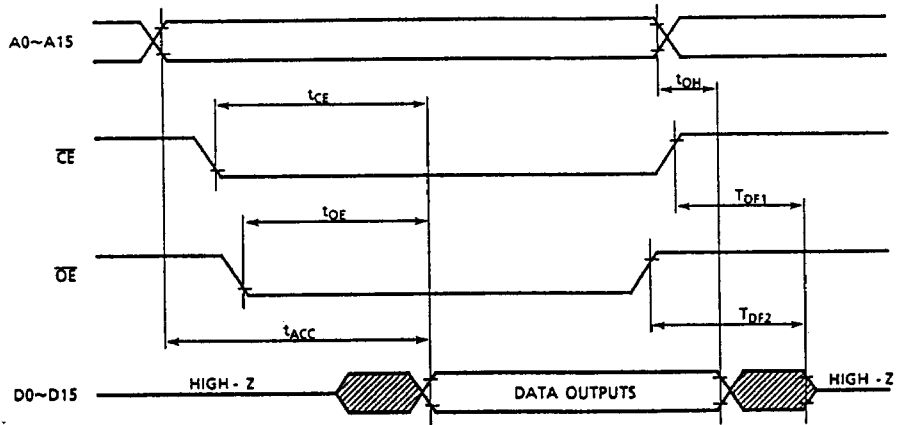 A0~A15
tOH
tCE
CE
TDF1
tOE
OE
TDF2
tACC
D0~D15
HIGH - Z
DATA OUTPUTS
HIGH - Z